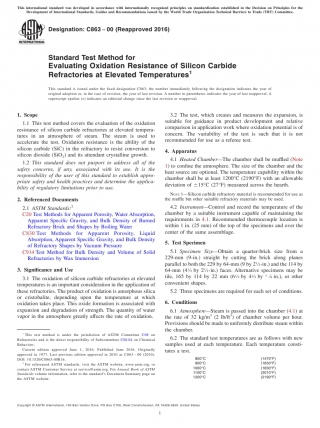 This international standard was developed in accordance with internationally recognized principles on standardization established in the Decision on Principles for the
Development of International Standards, Guides and Recommendations issued by the World Trade Organization Technical Barriers to Trade (TBT) Committee.
Designation: C863 − 00 (Reapproved 2016)
Standard Test Method for
Evaluating Oxidation Resistance of Silicon Carbide
Refractories at Elevated Temperatures1
This standard is issued under the fixed designation C863; the number immediately following the designation indicates the year of
original adoption or, in the case of revision, the year of last revision. A number in parentheses indicates the year of last reapproval. A
superscript epsilon (´) indicates an editorial change since the last revision or reapproval.
1. Scope
1.1 This test method covers the evaluation of the oxidation
resistance of silicon carbide refractories at elevated tempera-
tures in an atmosphere of steam. The steam is used to
accelerate the test. Oxidation resistance is the ability of the
silicon carbide (SiC) in the refractory to resist conversion to
silicon dioxide (SiO2) and its attendant crystalline growth.
1.2 This standard does not purport to address all of the
safety concerns, if any, associated with its use. It is the
responsibility of the user of this standard to establish appro-
priate safety and health practices and determine the applica-
bility of regulatory limitations prior to use.
2. Referenced Documents
2.1 ASTM Standards:2
C20 Test Methods for Apparent Porosity, Water Absorption,
Apparent Specific Gravity, and Bulk Density of Burned
Refractory Brick and Shapes by Boiling Water
C830 Test Methods for Apparent Porosity, Liquid
Absorption, Apparent Specific Gravity, and Bulk Density
of Refractory Shapes by Vacuum Pressure
C914 Test Method for Bulk Density and Volume of Solid
Refractories by Wax Immersion
3. Significance and Use
3.1 The oxidation of silicon carbide refractories at elevated
temperatures is an important consideration in the application of
these refractories. The product of oxidation is amorphous silica
or cristobalite, depending upon the temperature at which
oxidation takes place. This oxide formation is associated with
expansion and degradation of strength. The quantity of water
vapor in the atmosphere greatly affects the rate of oxidation.
1 This test method is under the jurisdiction of ASTM Committee C08 on
Refractories and is the direct responsibility of Subcommittee C08.04 on Chemical
Behaviors.
Current edition approved June 1, 2016. Published June 2016. Originally
approved in 1977. Last previous edition approved in 2010 as C863 – 00 (2010).
2 For referenced ASTM standards, visit the ASTM website, www.astm.org, or
contact ASTM Customer Service at service@astm.org. For Annual Book of ASTM
Standards volume information, refer to the standard's Document Summary page on
the ASTM website.
3.2 The test, which creates and measures the expansion, is
suitable for guidance in product development and relative
comparison in application work where oxidation potential is of
concern. The variability of the test is such that it is not
recommended for use as a referee test.
4. Apparatus
4.1 Heated Chamber—The chamber shall be muffled (Note
1) to confine the atmosphere. The size of the chamber and the
heat source are optional. The temperature capability within the
chamber shall be at least 1200°C (2190°F) with an allowable
deviation of ±15°C (27°F) measured across the hearth.
NOTE 1—Silicon carbide refractory material is recommended for use as
the muffle but other suitable refractory materials may be used.
4.2 Instrument—Control and record the temperature of the
chamber by a suitable instrument capable of maintaining the
requirements in 4.1. Recommended thermocouple location is
within 1 in. (25 mm) of the top of the specimens and over the
center of the same assemblage.
5. Test Specimen
5.1 Specimen Size—Obtain a quarter-brick size from a
229-mm (9-in.) straight by cutting the brick along planes
parallel to both the 229 by 64-mm (9 by 2½-in.) and the 114 by
64-mm (4½ by 2½-in.) faces. Alternative specimens may be
tile, 165 by 114 by 22 mm (6½ by 4½ by ⅞ in.), or other
convenient shapes.
5.2 Three specimens are required for each set of conditions.
6. Conditions
6.1 Atmosphere—Steam is passed into the chamber (4.1) at
the rate of 32 kg/m3 (2 lb/ft3) of chamber volume per hour.
Provisions should be made to uniformly distribute steam within
the chamber.
6.2 The standard test temperatures are as follows with new
samples used at each temperature. Each temperature consti-
tutes a test.
800°C (1470°F)
900°C (1650°F)
1000°C (1830°F)
1100°C (2010°F)
1200°C (2190°F)
Copyright © ASTM International, 100 Barr Harbor Drive, PO Box C700, West Conshohocken, PA 19428-2959. United States
1